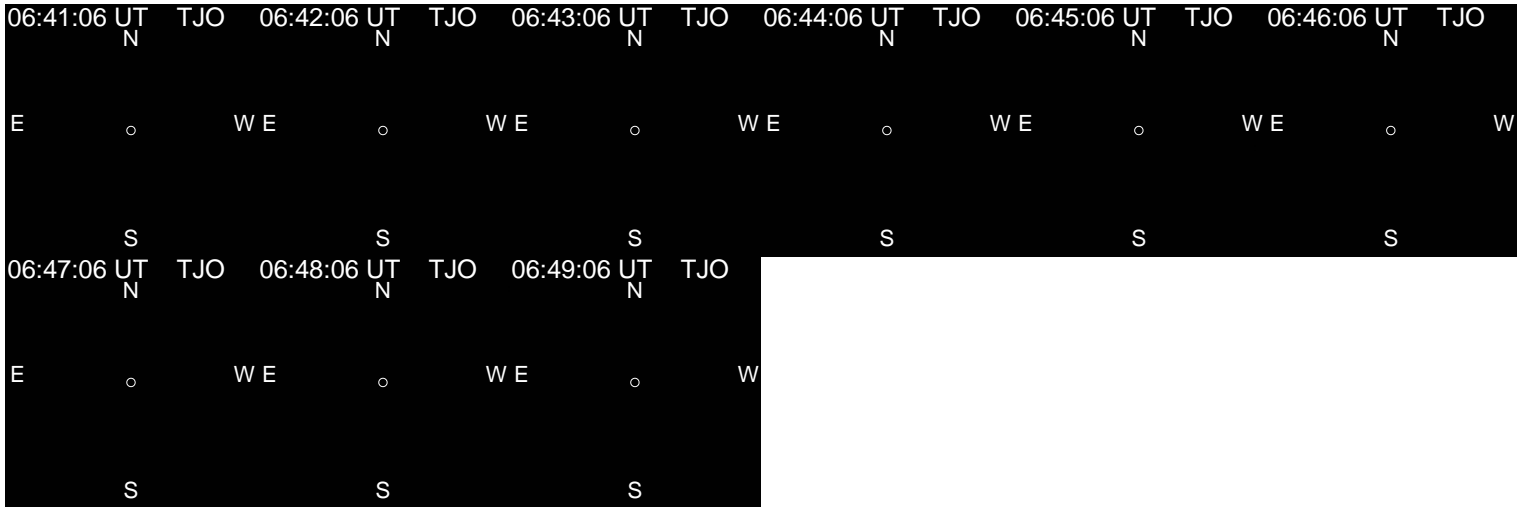 06:41:06 UT TJO 06:42:06 UT TJO 06:43:06 UT TJO 06:44:06 UT TJO 06:45:06 UT TJO 06:46:06 UT TJO
N N N N N N
E W E W E W E W E W E W
S S S S S S
06:47:06 UT TJO 06:48:06 UT TJO 06:49:06 UT TJO
N N N
E W E W E W
S S S